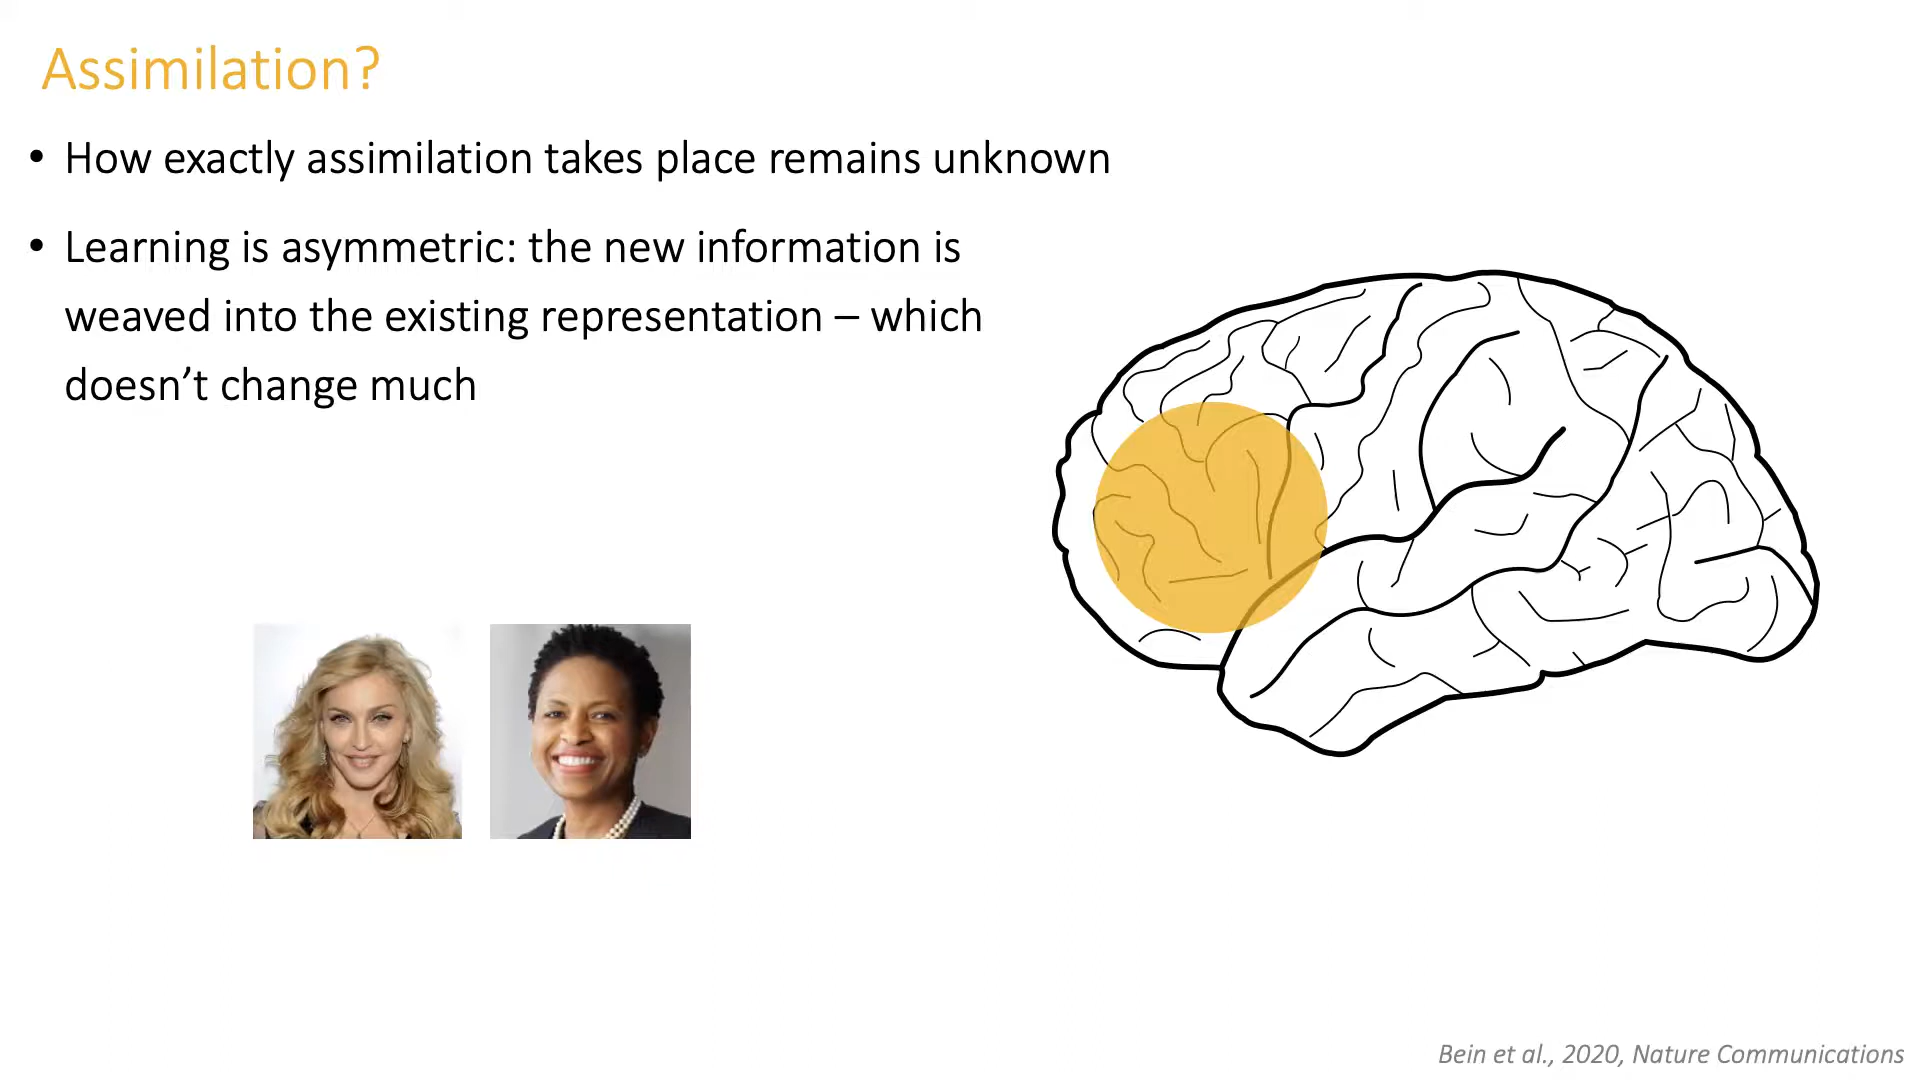 Assimilation?
• How exactly assimilation takes place remains unknown
• Learning is asymmetric: the new information is
weaved into the existing representation – which
doesn’t change much
Bein et al., 2020, Nature Communications